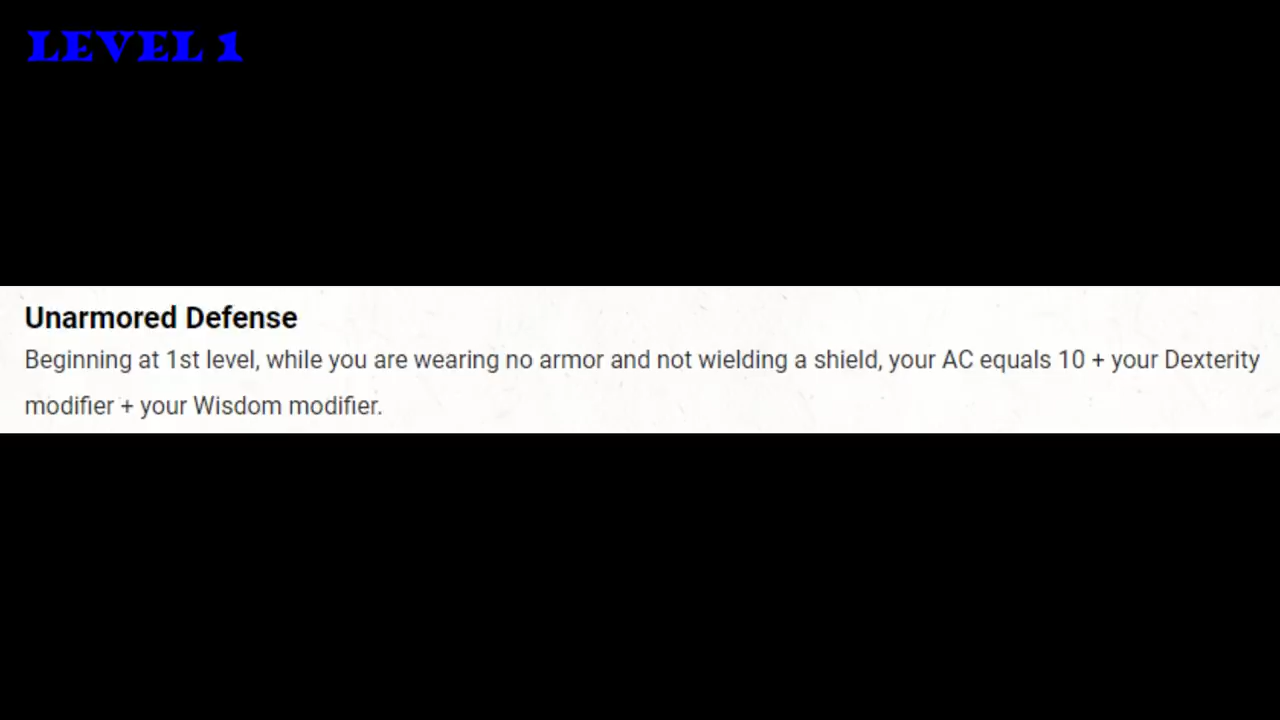 LEVEL 1
Unarmored Defense
Beginning at 1st level, while you are wearing no armor and not wielding a shield, your AC equals 10 + your Dexterity
modifier + your Wisdom modifier.